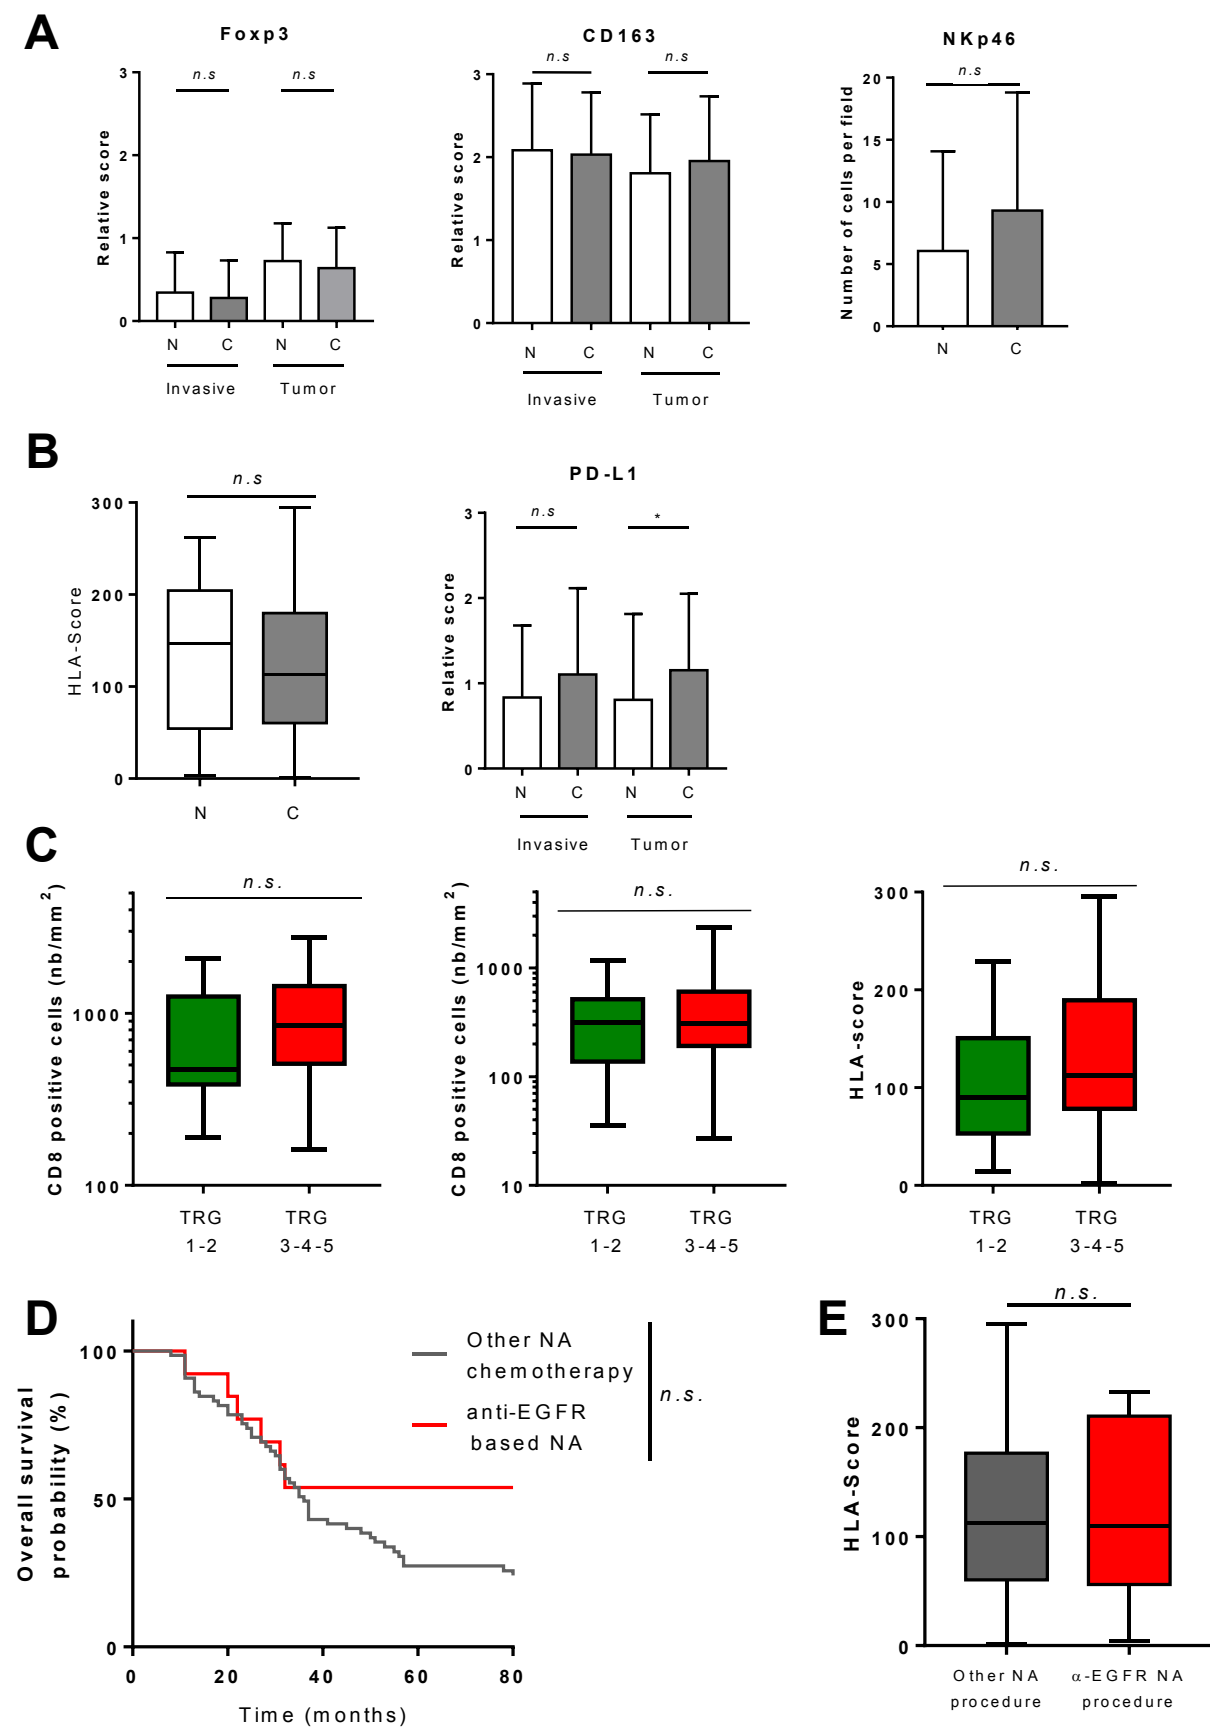 A
Foxp3
n.s
n.s
Relative score
3
2
1
0
N
C
N
C
Invasive
Tumor
CD163
n.s
n.s
Relative score
3
2
1
0
N
C
N
C
Invasive
Tumor
NKp46
n.s
Number of cells per field
20
15
10
5
0
N
C
B
n.s
HLA-Score
300
200
100
0
N
C
PD-L1
n.s
*
Relative score
3
2
1
0
N
C
N
C
Invasive
Tumor
C
n.s.
CD8 positive cells (nb/mm²)
1000
100
TRG
1-2
TRG
3-4-5
n.s.
CD8 positive cells (nb/mm²)
1000
100
10
TRG
1-2
TRG
3-4-5
n.s.
HLA-score
300
200
100
0
TRG
1-2
TRG
3-4-5
D
Overall survival
probability (%)
100
50
0
0
20
40
60
80
Time (months)
Other NA
chemotherapy
anti-EGFR
based NA
n.s.
E
n.s.
HLA-Score
300
200
100
0
Other NA
procedure
α-EGFR NA
procedure